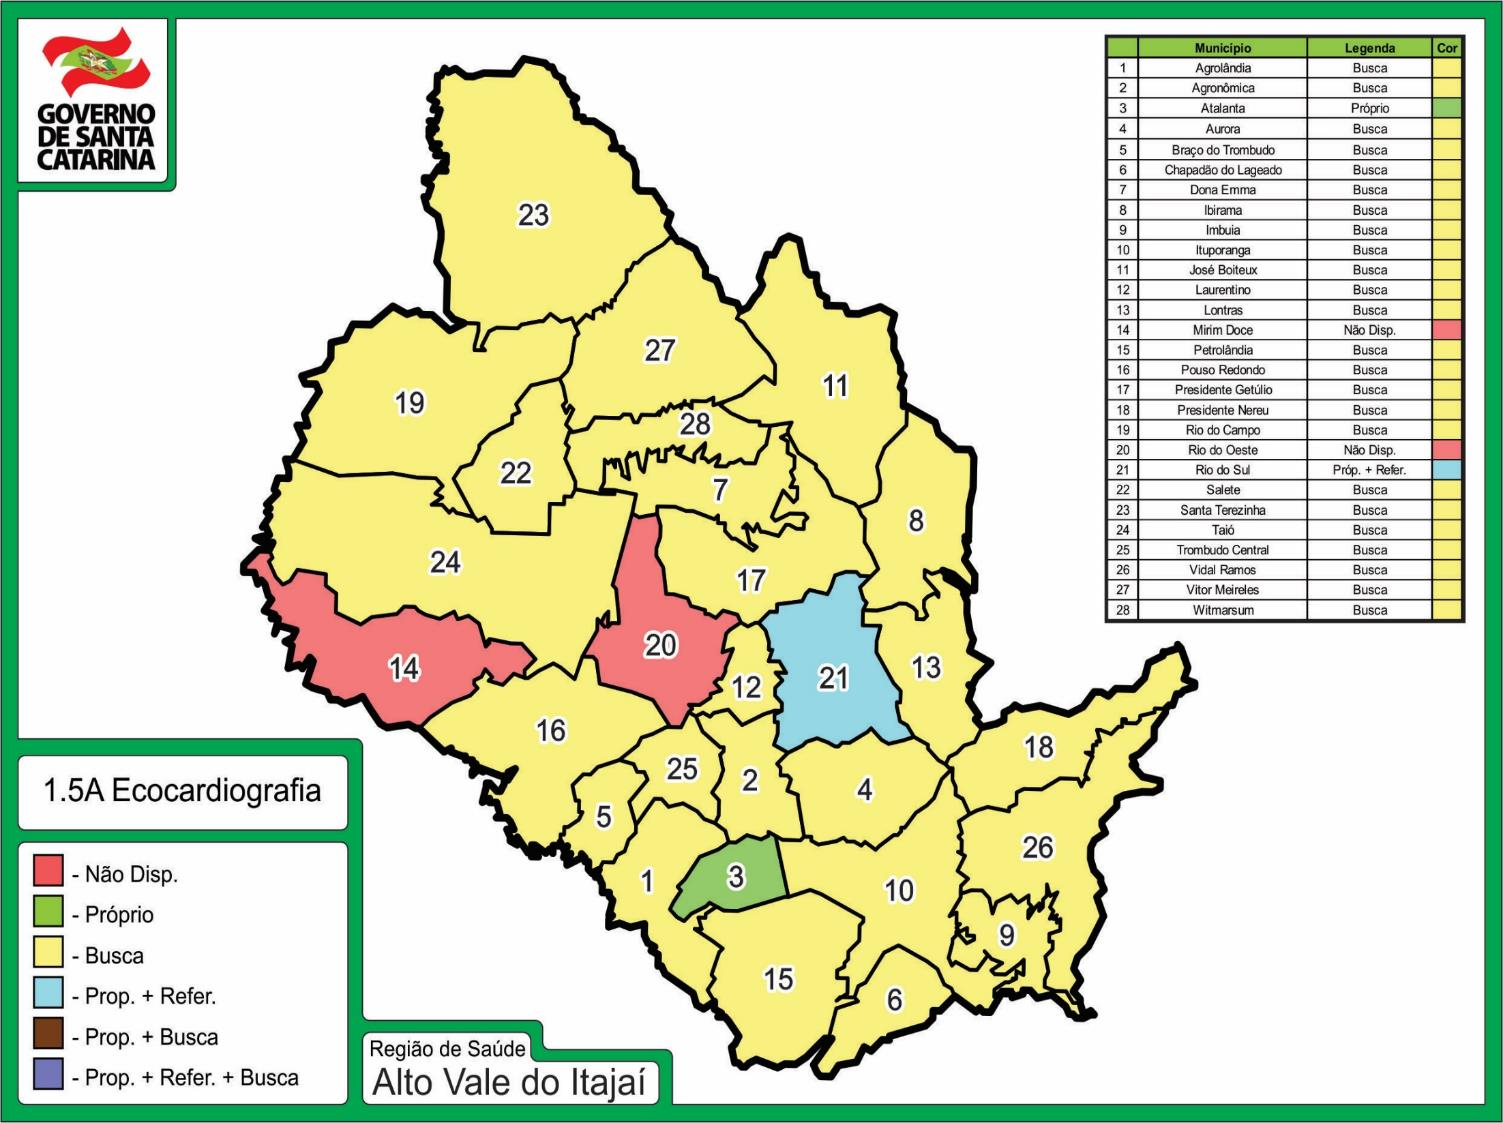 GOVERNO
DE SANTA
CATARINA
Município Legenda Cor
1 Agrolândia Busca
2 Agronômica Busca
3 Atalanta Próprio
4 Aurora Busca
5 Braço do Trombudo Busca
6 Chapadão do Lageado Busca
7 Dona Emma Busca
8 Ibirama Busca
9 Imbuia Busca
10 Ituporanga Busca
11 José Boiteux Busca
12 Laurentino Busca
13 Lontras Busca
14 Mirim Doce Não Disp.
15 Petrolândia Busca
16 Pouso Redondo Busca
17 Presidente Getúlio Busca
18 Presidente Nereu Busca
19 Rio do Campo Busca
20 Rio do Oeste Não Disp.
21 Rio do Sul Próp. + Refer.
22 Salete Busca
23 Santa Terezinha Busca
24 Taió Busca
25 Trombudo Central Busca
26 Vidal Ramos Busca
27 Vitor Meireles Busca
28 Witmarsum Busca
23
27
11
19
28
22
7
8
24
17
20
14
12
21
13
16
18
25
2
4
5
26
1
3
10
9
15
6
1.5A Ecocardiografia
- Não Disp.
- Próprio
- Busca
- Prop. + Refer.
- Prop. + Busca
- Prop. + Refer. + Busca
Região de Saúde
Alto Vale do Itajaí